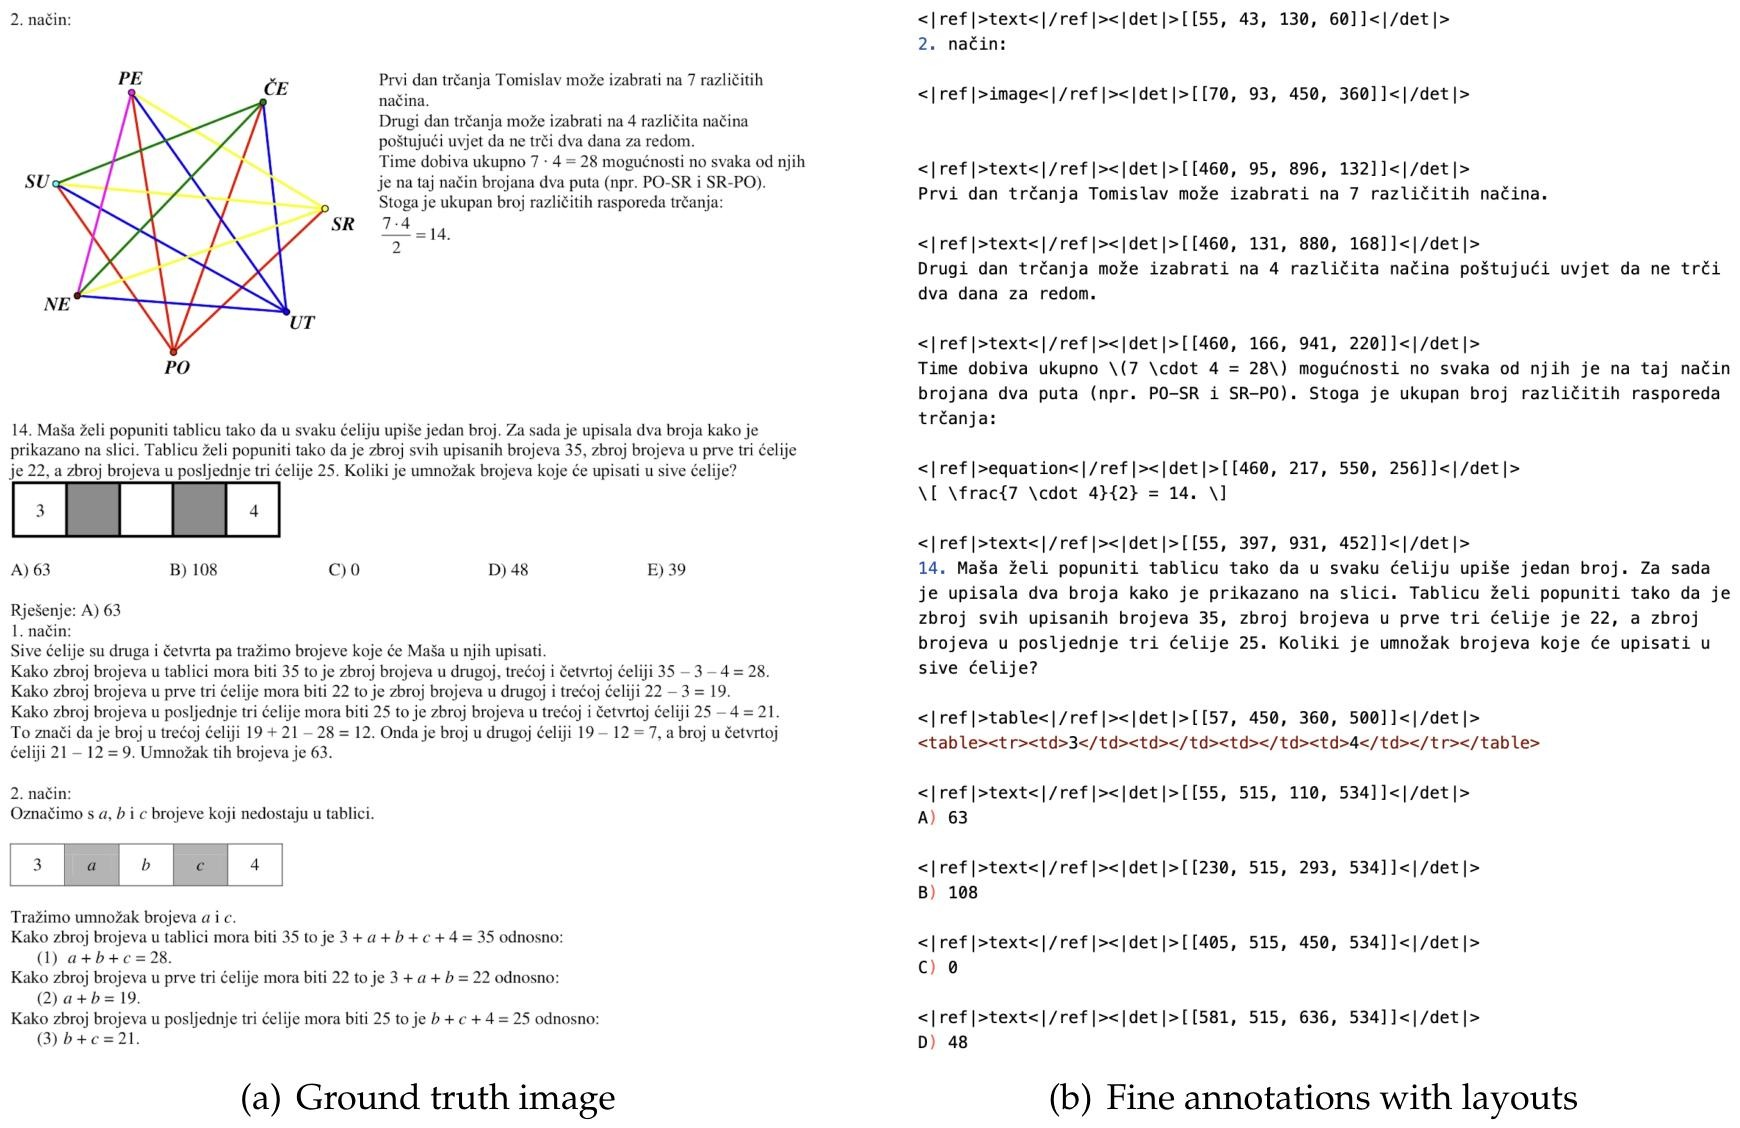 2. način:
PE
ČE
SU
SR
NE
UT
PO
Prvi dan trčanja Tomislav može izabrati na 7 različitih
načina.
Drugi dan trčanja može izabrati na 4 različita načina
poštujući uvjet da ne trči dva dana za redom.
Time dobiva ukupno 7 · 4 = 28 mogućnosti no svaka od njih
je na taj način brojana dva puta (npr. PO-SR i SR-PO).
Stoga je ukupan broj različitih rasporeda trčanja:
7·4
2
= 14.
14. Maša želi popuniti tablicu tako da u svaku ćeliju upiše jedan broj. Za sada je upisala dva broja kako je
prikazano na slici. Tablicu želi popuniti tako da je zbroj svih upisanih brojeva 35, zbroj brojeva u prve tri ćelije
je 22, a zbroj brojeva u posljednje tri ćelije 25. Koliki je umnožak brojeva koje će upisati u sive ćelije?
3 4
A) 63 B) 108 C) 0 D) 48 E) 39
Rješenje: A) 63
1. način:
Sive ćelije su druga i četvrta pa tražimo brojeve koje će Maša u njih upisati.
Kako zbroj brojeva u tablici mora biti 35 to je zbroj brojeva u drugoj, trećoj i četvrtoj ćeliji 35 – 3 – 4 = 28.
Kako zbroj brojeva u prve tri ćelije mora biti 22 to je zbroj brojeva u drugoj i trećoj ćeliji 22 – 3 = 19.
Kako zbroj brojeva u posljednje tri ćelije mora biti 25 to je zbroj brojeva u trećoj i četvrtoj ćeliji 25 – 4 = 21.
To znači da je broj u trećoj ćeliji 19 + 21 – 28 = 12. Onda je broj u drugoj ćeliji 19 – 12 = 7, a broj u četvrtoj
ćeliji 21 – 12 = 9. Umnožak tih brojeva je 63.
2. način:
Označimo s a, b i c brojeve koji nedostaju u tablici.
3 a b c 4
Tražimo umnožak brojeva a i c.
Kako zbroj brojeva u tablici mora biti 35 to je 3 + a + b + c + 4 = 35 odnosno:
(1) a + b + c = 28.
Kako zbroj brojeva u prve tri ćelije mora biti 22 to je 3 + a + b = 22 odnosno:
(2) a + b = 19.
Kako zbroj brojeva u posljednje tri ćelije mora biti 25 to je b + c + 4 = 25 odnosno:
(3) b + c = 21.
(a) Ground truth image
<|ref|>text<|/ref|><|det|>[[55, 43, 130, 60]]<|/det|>
2. način:
<|ref|>image<|/ref|><|det|>[[70, 93, 450, 360]]<|/det|>
<|ref|>text<|/ref|><|det|>[[460, 95, 896, 132]]<|/det|>
Prvi dan trčanja Tomislav može izabrati na 7 različitih načina.
<|ref|>text<|/ref|><|det|>[[460, 131, 880, 168]]<|/det|>
Drugi dan trčanja može izabrati na 4 različita načina poštujući uvjet da ne trči
dva dana za redom.
<|ref|>text<|/ref|><|det|>[[460, 166, 941, 220]]<|/det|>
Time dobiva ukupno \(7 \cdot 4 = 28\) mogućnosti no svaka od njih je na taj način
brojana dva puta (npr. PO-SR i SR-PO). Stoga je ukupan broj različitih rasporeda
trčanja:
<|ref|>equation<|/ref|><|det|>[[460, 217, 550, 256]]<|/det|>
\[ \frac{7 \cdot 4}{2} = 14. \]
<|ref|>text<|/ref|><|det|>[[55, 397, 931, 452]]<|/det|>
14. Maša želi popuniti tablicu tako da u svaku ćeliju upiše jedan broj. Za sada
je upisala dva broja kako je prikazano na slici. Tablicu želi popuniti tako da je
zbroj svih upisanih brojeva 35, zbroj brojeva u prve tri ćelije je 22, a zbroj
brojeva u posljednje tri ćelije 25. Koliki je umnožak brojeva koje će upisati u
sive ćelije?
<|ref|>table<|/ref|><|det|>[[57, 450, 360, 500]]<|/det|>
<table><tr><td>3</td><td></td><td></td><td>4</td></tr></table>
<|ref|>text<|/ref|><|det|>[[55, 515, 110, 534]]<|/det|>
A) 63
<|ref|>text<|/ref|><|det|>[[230, 515, 293, 534]]<|/det|>
B) 108
<|ref|>text<|/ref|><|det|>[[405, 515, 450, 534]]<|/det|>
C) 0
<|ref|>text<|/ref|><|det|>[[581, 515, 636, 534]]<|/det|>
D) 48
(b) Fine annotations with layouts